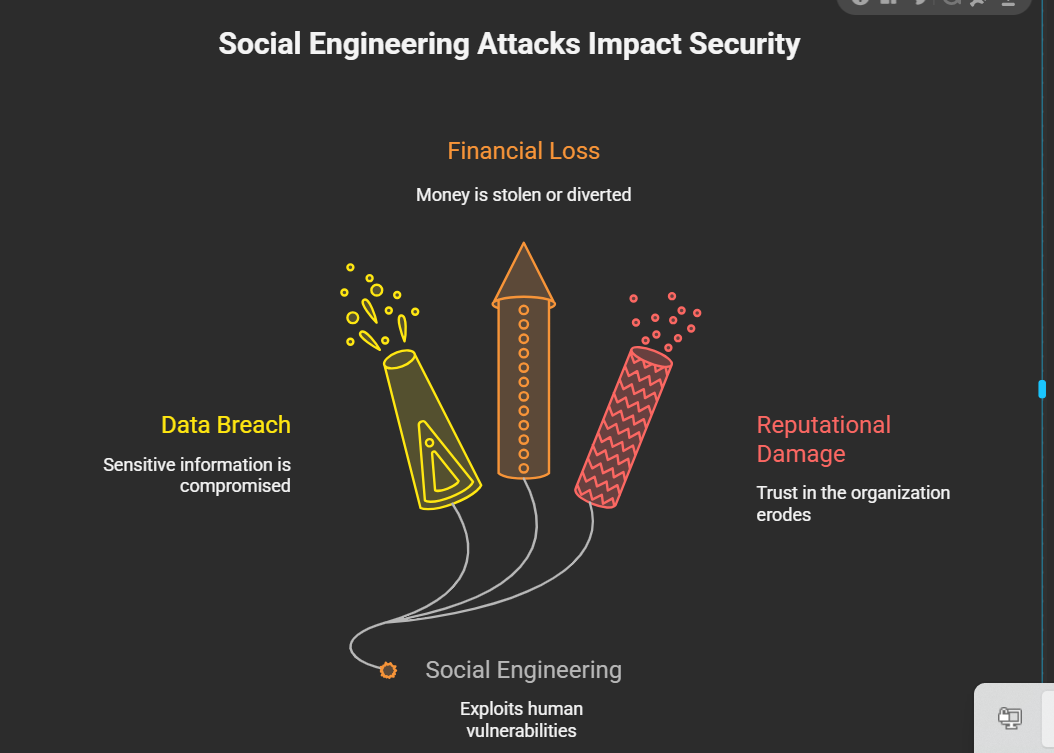 Social Engineering Attacks Impact Security
Financial Loss
Money is stolen or diverted
Data Breach
Sensitive information is
compromised
Reputational
Damage
Trust in the organization
erodes
Social Engineering
Exploits human
vulnerabilities